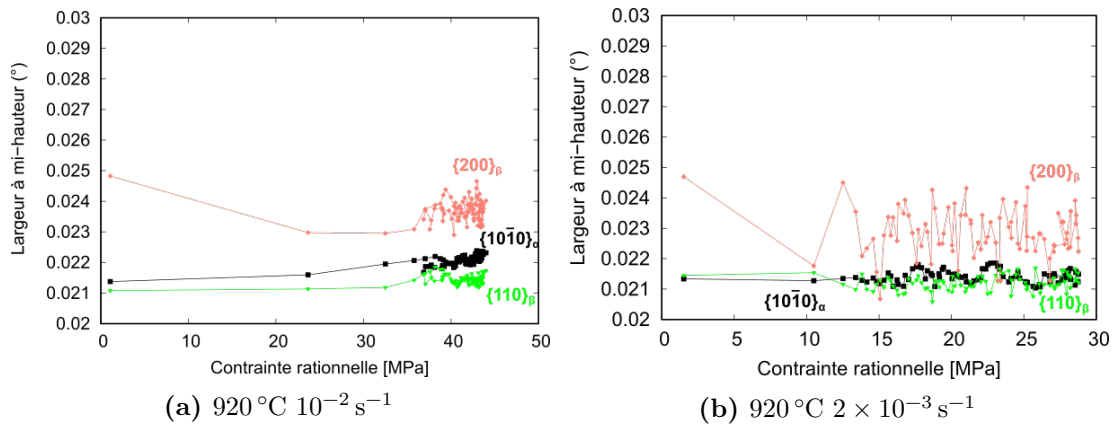 0.03
0.029
0.028
0.027
0.026
0.025
0.024
0.023
0.022
0.021
0.02
Largeur à mi−hauteur (°)
{200}β
{101̄0}α
{110}β
0 10 20 30 40 50
Contrainte rationnelle [MPa]
(a) 920 °C 10⁻² s⁻¹
0.03
0.029
0.028
0.027
0.026
0.025
0.024
0.023
0.022
0.021
0.02
Largeur à mi−hauteur (°)
{200}β
{101̄0}α
{110}β
0 5 10 15 20 25 30
Contrainte rationnelle [MPa]
(b) 920 °C 2 × 10⁻³ s⁻¹